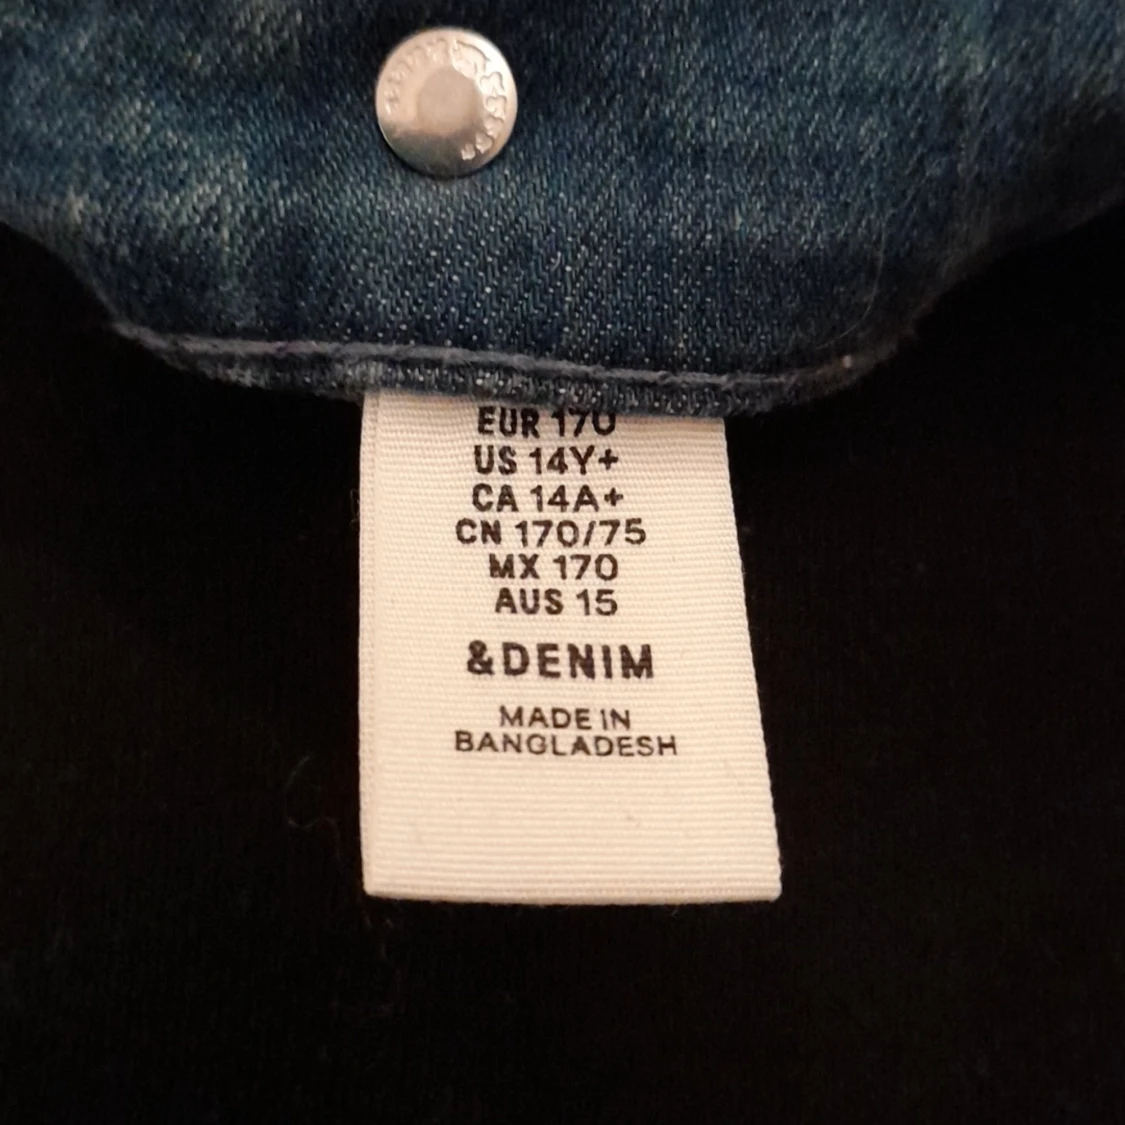 EUR 170
US 14Y+
CA 14A+
CN 170/75
MX 170
AUS 15
&DENIM
MADE IN
BANGLADESH